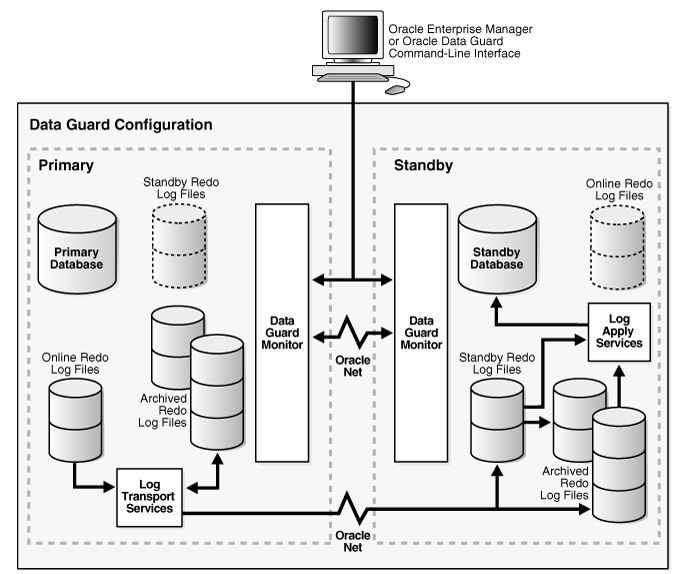 Oracle Enterprise Manager
or Oracle Data Guard
Command-Line Interface
Data Guard Configuration
Primary
Standby Redo
Log Files
Primary
Database
Online Redo
Log Files
Archived
Redo
Log Files
Log
Transport
Services
Data
Guard
Monitor
Oracle
Net
Oracle
Net
Standby
Data
Guard
Monitor
Standby
Database
Online Redo
Log Files
Log
Apply
Services
Standby Redo
Log Files
Archived
Redo
Log Files